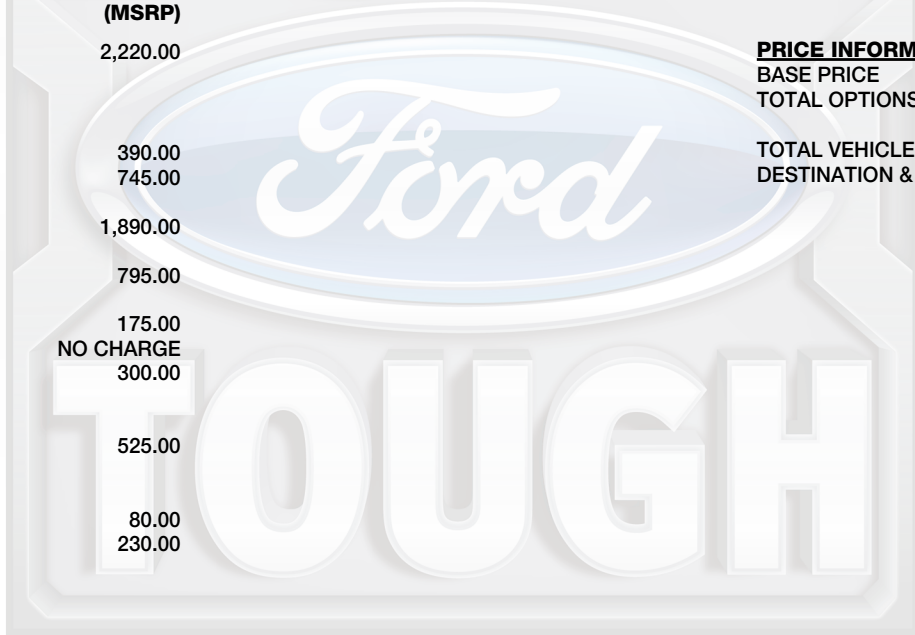 (MSRP)
2,220.00
390.00
745.00
1,890.00
795.00
175.00
NO CHARGE
300.00
525.00
80.00
230.00
PRICE INFORM
BASE PRICE
TOTAL OPTIONS
TOTAL VEHICLE
DESTINATION &
Ford
TOUGH